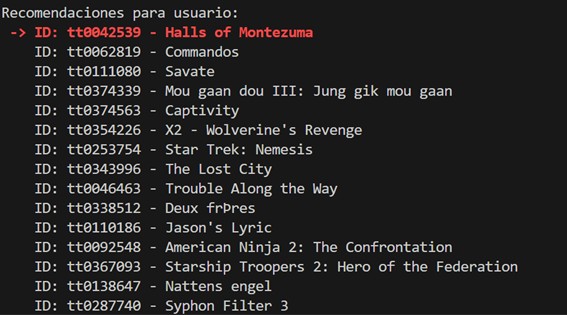 Recomendaciones para usuario:
-> ID: tt0042539 - Halls of Montezuma
ID: tt0062819 - Commandos
ID: tt0111080 - Savate
ID: tt0374339 - Mou gaan dou III: Jung gik mou gaan
ID: tt0374563 - Captivity
ID: tt0354226 - X2 - Wolverine's Revenge
ID: tt0253754 - Star Trek: Nemesis
ID: tt0343996 - The Lost City
ID: tt0046463 - Trouble Along the Way
ID: tt0338512 - Deux frÞres
ID: tt0110186 - Jason's Lyric
ID: tt0092548 - American Ninja 2: The Confrontation
ID: tt0367093 - Starship Troopers 2: Hero of the Federation
ID: tt0138647 - Nattens engel
ID: tt0287740 - Syphon Filter 3